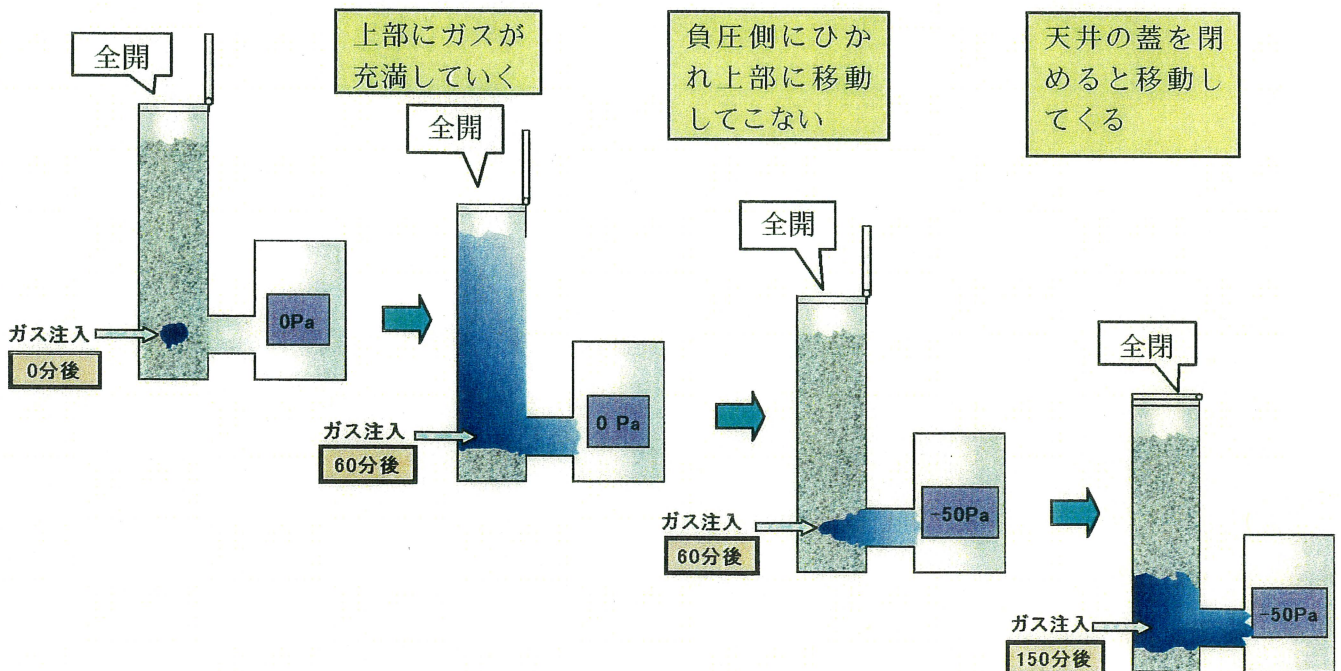 全開
ガス注入
0分後
0Pa
上部にガスが
充満していく
全開
ガス注入
60分後
0 Pa
負圧側にひか
れ上部に移動
してこない
全開
ガス注入
60分後
-50Pa
天井の蓋を閉
めると移動し
てくる
全閉
ガス注入
150分後
-50Pa